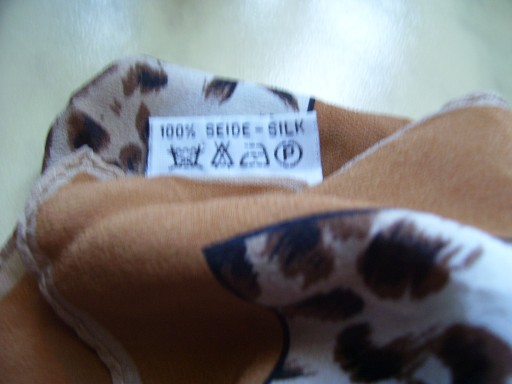 100% SEIDE = SILK
P